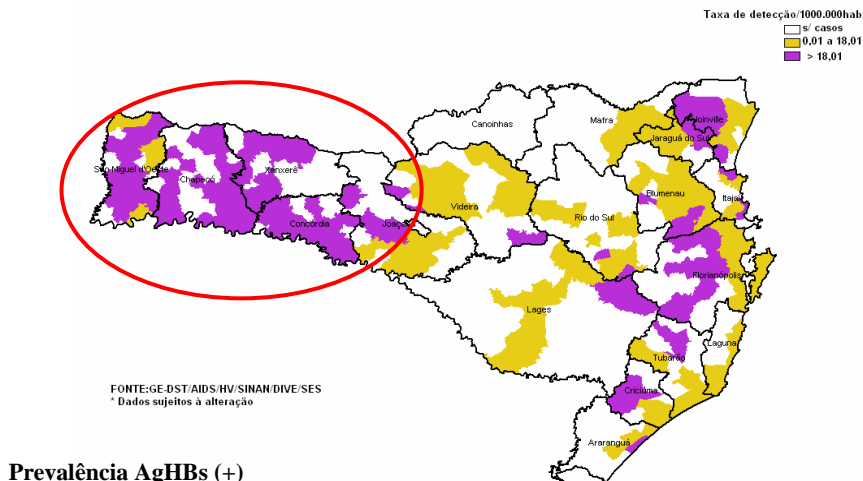 Taxa de detecção/1000.000hab
s/ casos
0,01 a 18,01
> 18,01
Canoinhas
Mafra
Joinville
Jaraguá do Sul
São Miguel d'Oeste
Chapecó
Xanxerê
Videira
Blumenau
Itajaí
Concórdia
Joaçaba
Rio do Sul
Florianópolis
Lages
Laguna
Tubarão
Criciúma
Araranguá
FONTE:GE-DST/AIDS/HV/SINAN/DIVE/SES
* Dados sujeitos à alteração
Prevalência AgHBs (+)